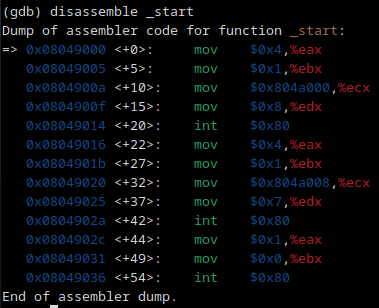 (gdb) disassemble _start
Dump of assembler code for function _start:
=> 0x08049000 <+0>: mov $0x4,%eax
0x08049005 <+5>: mov $0x1,%ebx
0x0804900a <+10>: mov $0x804a000,%ecx
0x0804900f <+15>: mov $0x8,%edx
0x08049014 <+20>: int $0x80
0x08049016 <+22>: mov $0x4,%eax
0x0804901b <+27>: mov $0x1,%ebx
0x08049020 <+32>: mov $0x804a008,%ecx
0x08049025 <+37>: mov $0x7,%edx
0x0804902a <+42>: int $0x80
0x0804902c <+44>: mov $0x1,%eax
0x08049031 <+49>: mov $0x0,%ebx
0x08049036 <+54>: int $0x80
End of assembler dump.